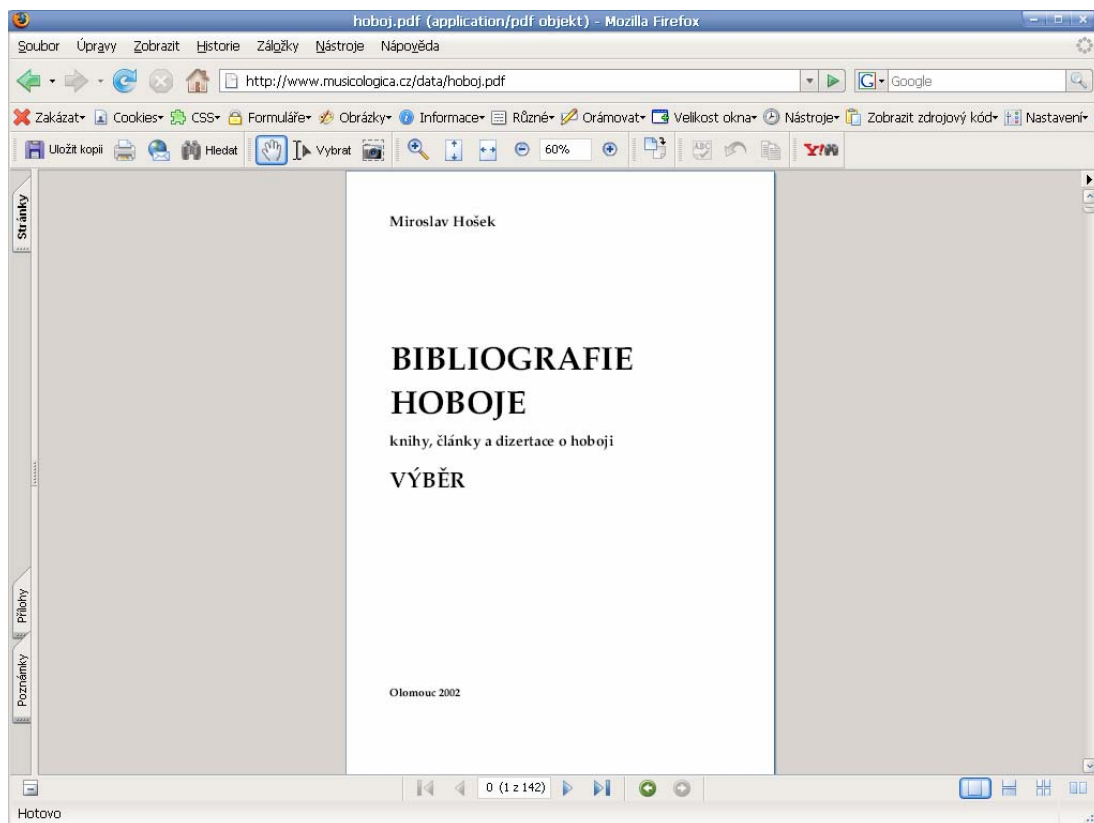 hoboj.pdf (application/pdf objekt) - Mozilla Firefox
Soubor Úpravy Zobrazit Historie Záložky Nástroje Nápověda
http://www.musicologica.cz/data/hoboj.pdf G Google
Zakázat Cookies CSS Formuláře Obrázky Informace Různé Orámovat Velikost okna Nástroje Zobrazit zdrojový kód Nastavení
Uložit kopii Hledat Vybrat 60% Y!
Stránky
Miroslav Hošek
BIBLIOGRAFIE
HOBOJE
knihy, články a dizertace o hoboji
VÝBĚR
Přílohy
Poznámky
Olomouc 2002
0 (1 z 142)
Hotovo